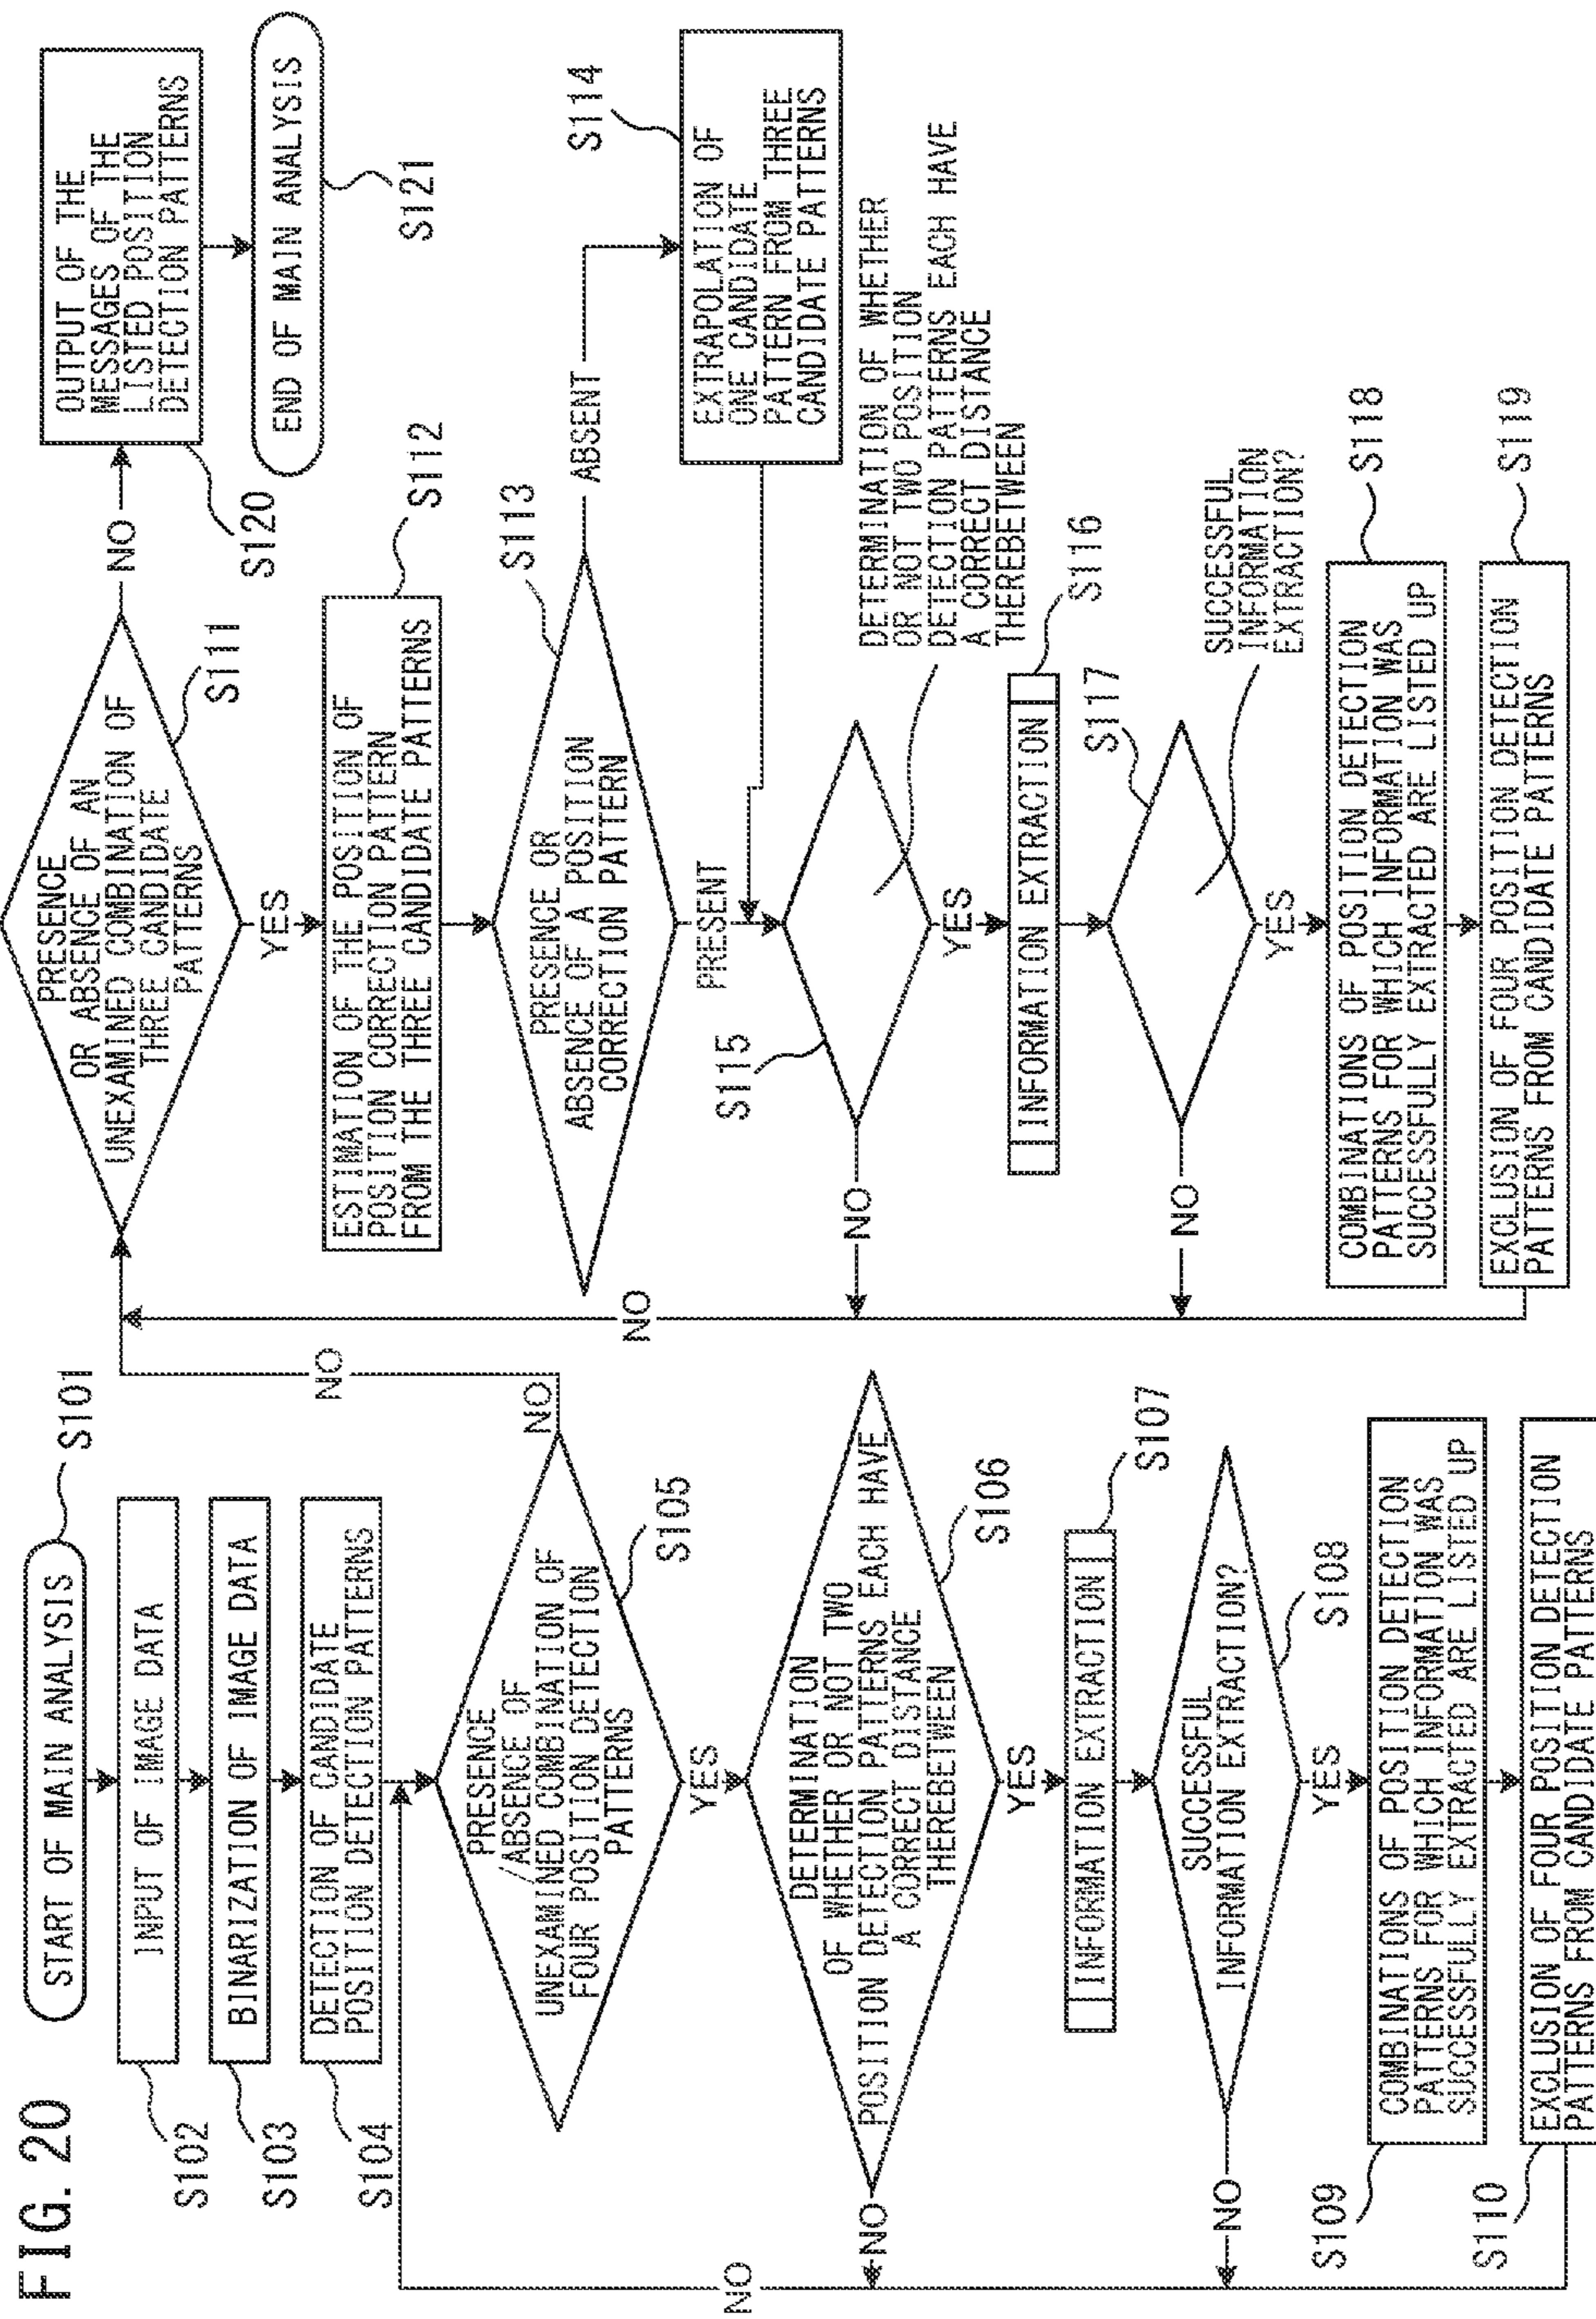 FIG. 20
START OF MAIN ANALYSIS
S101
INPUT OF IMAGE DATA
S102
BINARIZATION OF IMAGE DATA
S103
DETECTION OF CANDIDATE
POSITION DETECTION PATTERNS
S104
PRESENCE
ABSENCE OF
UNEXAMINED COMBINATION OF
FOUR POSITION DETECTION
PATTERNS
S105
NO
NO
YES
DETERMINATION
OF WHETHER OR NOT TWO
POSITION DETECTION PATTERNS EACH HAVE
A CORRECT DISTANCE
THEREBETWEEN
S106
NO
YES
INFORMATION EXTRACTION
S107
SUCCESSFUL
INFORMATION EXTRACTION?
S108
NO
YES
COMBINATIONS OF POSITION DETECTION
PATTERNS FOR WHICH INFORMATION WAS
SUCCESSFULLY EXTRACTED ARE LISTED UP
S109
EXCLUSION OF FOUR POSITION DETECTION
PATTERNS FROM CANDIDATE PATTERNS
S110
NO
PRESENCE
OR ABSENCE OF AN
UNEXAMINED COMBINATION OF
THREE CANDIDATE
PATTERNS
S111
NO
YES
OUTPUT OF THE
MESSAGES OF THE
LISTED POSITION
DETECTION PATTERNS
S120
END OF MAIN ANALYSIS
S121
ESTIMATION OF THE POSITION OF
POSITION CORRECTION PATTERN
FROM THE THREE CANDIDATE PATTERNS
S112
PRESENCE OR
ABSENCE OF A POSITION
CORRECTION PATTERN
S113
ABSENT
PRESENT
EXTRAPOLATION OF
ONE CANDIDATE
PATTERN FROM THREE
CANDIDATE PATTERNS
S114
S115
DETERMINATION OF WHETHER
OR NOT TWO POSITION
DETECTION PATTERNS EACH HAVE
A CORRECT DISTANCE
THEREBETWEEN
NO
YES
INFORMATION EXTRACTION
S116
S117
SUCCESSFUL
INFORMATION
EXTRACTION?
NO
YES
COMBINATIONS OF POSITION DETECTION
PATTERNS FOR WHICH INFORMATION WAS
SUCCESSFULLY EXTRACTED ARE LISTED UP
S118
EXCLUSION OF FOUR POSITION DETECTION
PATTERNS FROM CANDIDATE PATTERNS
S119
NO